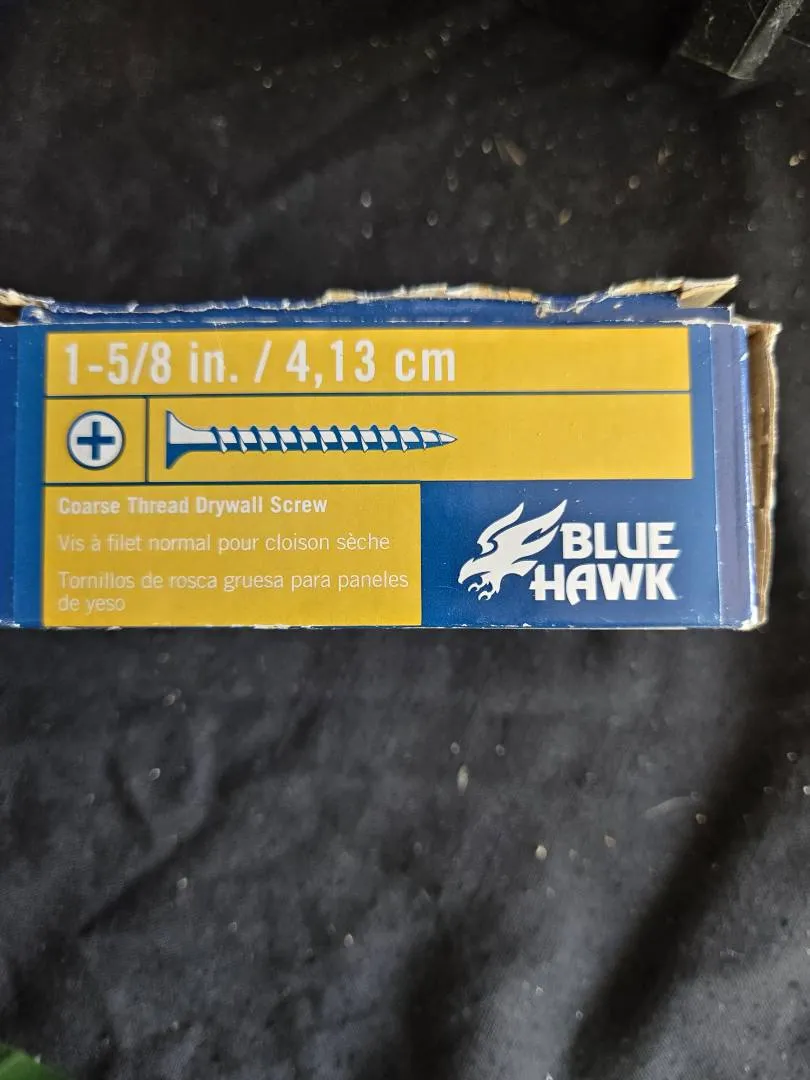 1-5/8 in. / 4,13 cm
Coarse Thread Drywall Screw
Vis à filet normal pour cloison sèche
Tornillos de rosca gruesa para paneles
de yeso
BLUE
HAWK